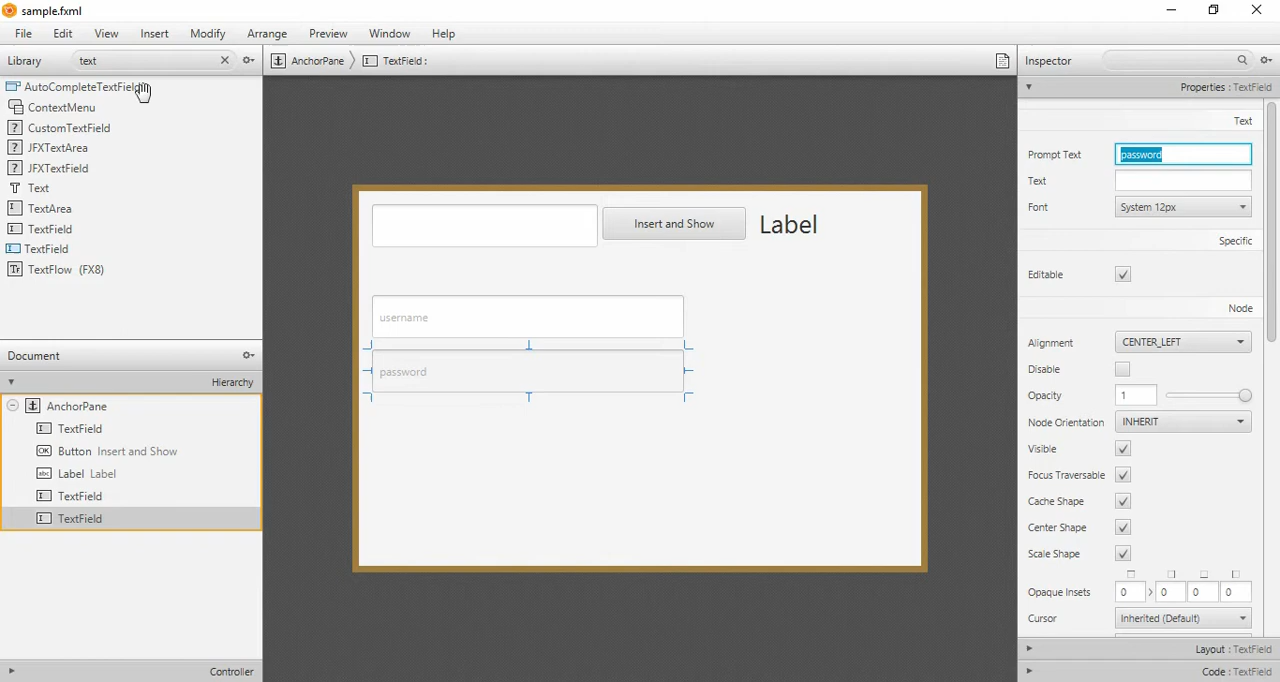 sample.fxml
File Edit View Insert Modify Arrange Preview Window Help
Library text
AutoCompleteTextField
ContextMenu
CustomTextField
JFXTextArea
JFXTextField
Text
TextArea
TextField
TextField
TextFlow (FX8)
Document
Hierarchy
AnchorPane
TextField
Button Insert and Show
Label Label
TextField
TextField
Controller
AnchorPane TextField :
Insert and Show
Label
username
password
Inspector
Properties : TextField
Text
Prompt Text password
Text
Font System 12px
Specific
Editable
Node
Alignment CENTER_LEFT
Disable
Opacity 1
Node Orientation INHERIT
Visible
Focus Traversable
Cache Shape
Center Shape
Scale Shape
Opaque Insets 0 0 0 0
Cursor Inherited (Default)
Layout : TextField
Code : TextField